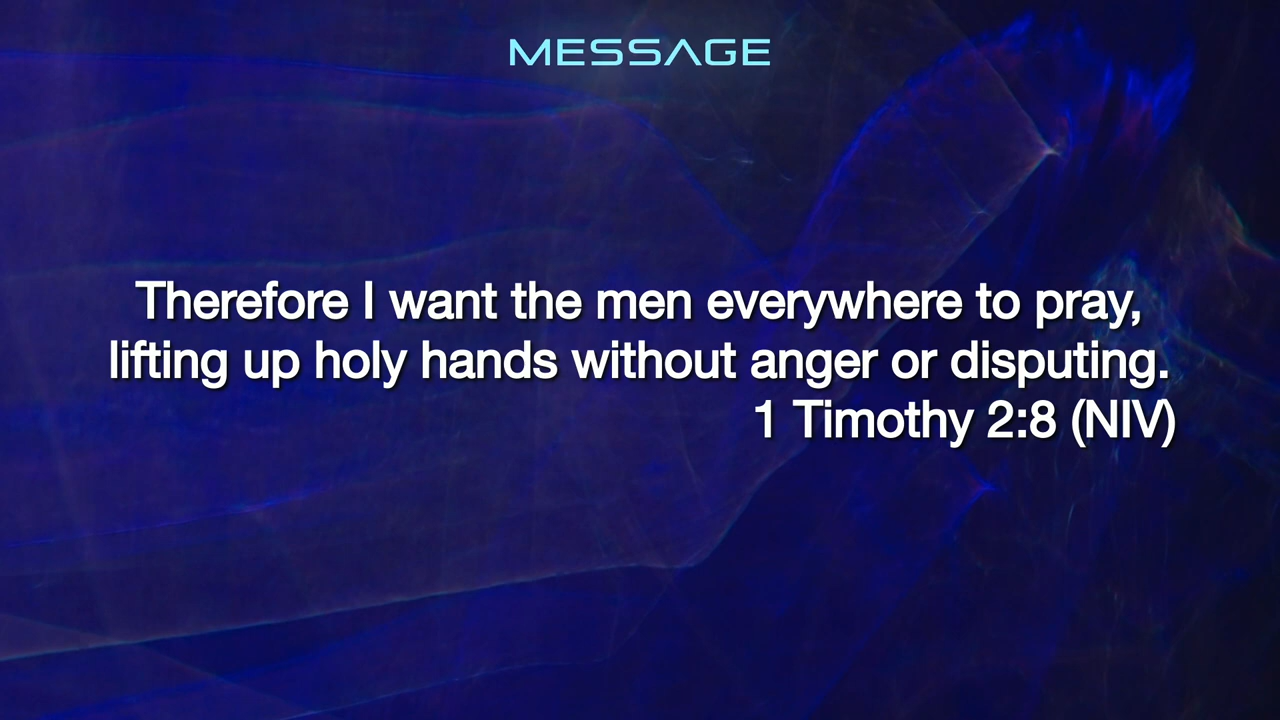 MESSAGE
Therefore I want the men everywhere to pray,
lifting up holy hands without anger or disputing.
1 Timothy 2:8 (NIV)